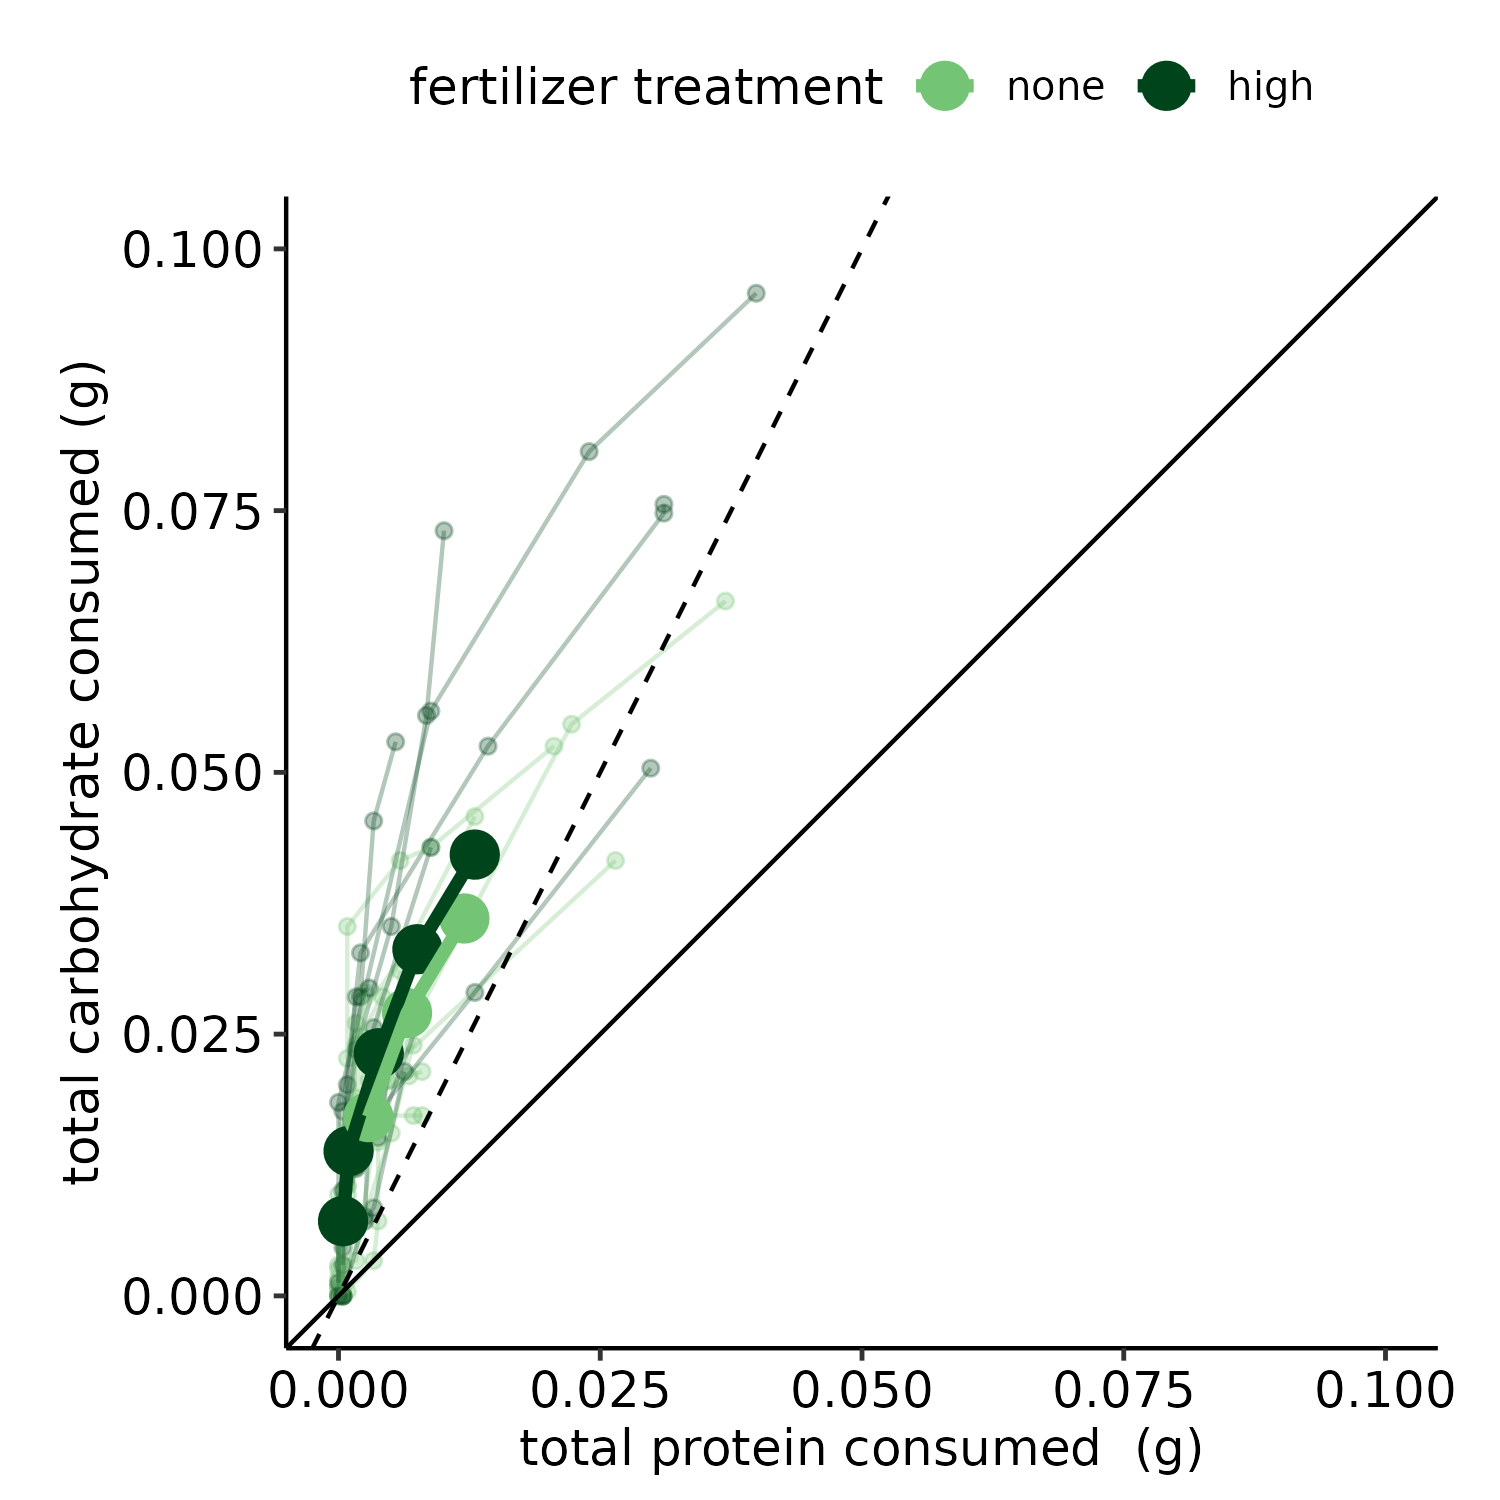 fertilizer treatment none high
0.100
0.075
0.050
0.025
0.000
total carbohydrate consumed (g)
0.000 0.025 0.050 0.075 0.100
total protein consumed  (g)